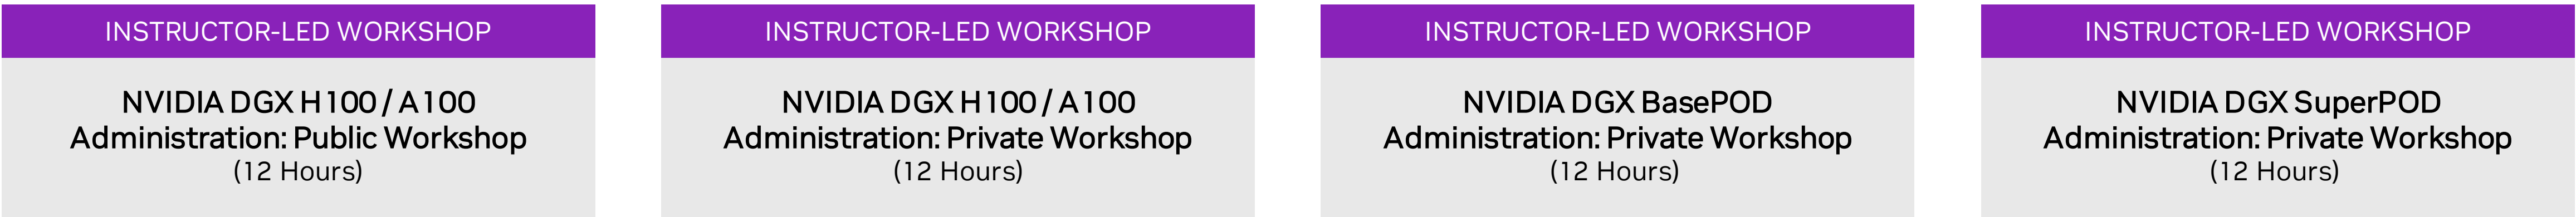 INSTRUCTOR-LED WORKSHOP
NVIDIA DGX H100 / A100
Administration: Public Workshop
(12 Hours)
INSTRUCTOR-LED WORKSHOP
NVIDIA DGX H100 / A100
Administration: Private Workshop
(12 Hours)
INSTRUCTOR-LED WORKSHOP
NVIDIA DGX BasePOD
Administration: Private Workshop
(12 Hours)
INSTRUCTOR-LED WORKSHOP
NVIDIA DGX SuperPOD
Administration: Private Workshop
(12 Hours)